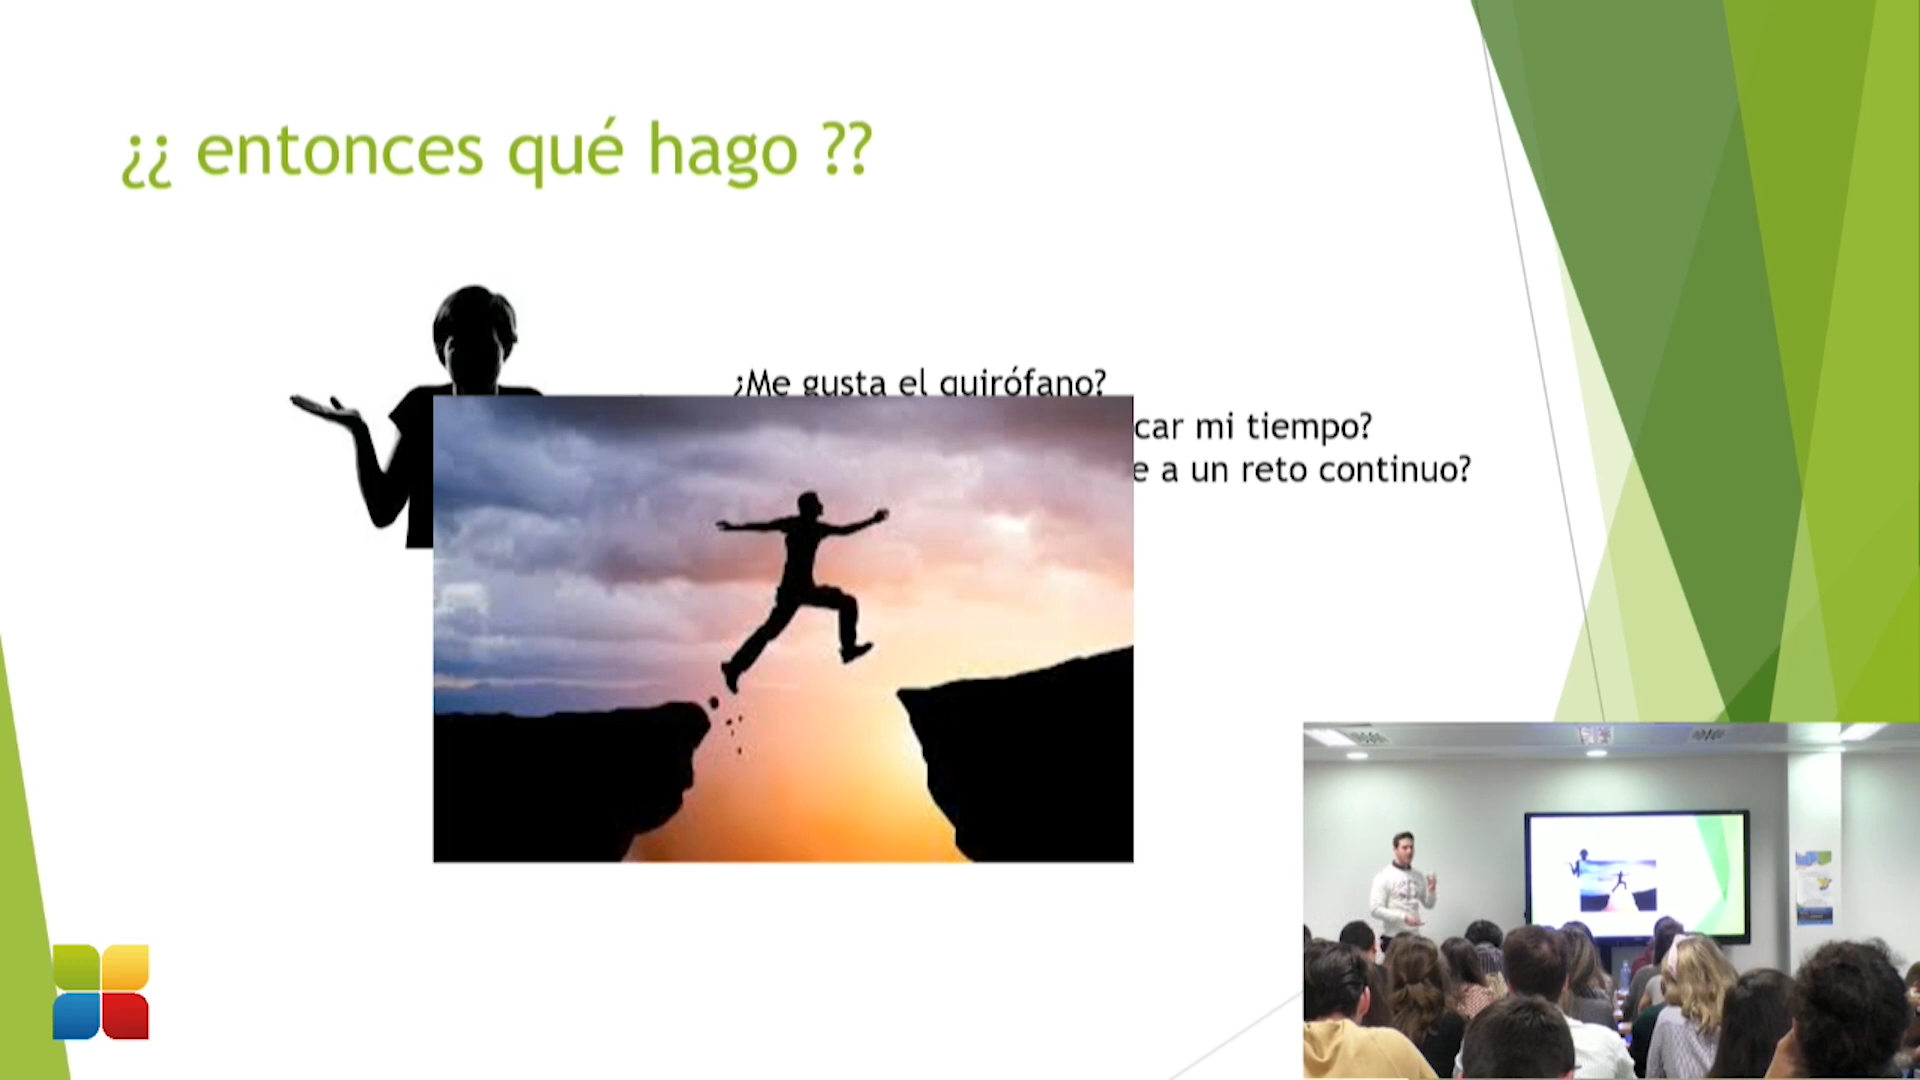 ¿¿ entonces qué hago ??
¿Me gusta el quirófano?
car mi tiempo?
e a un reto continuo?